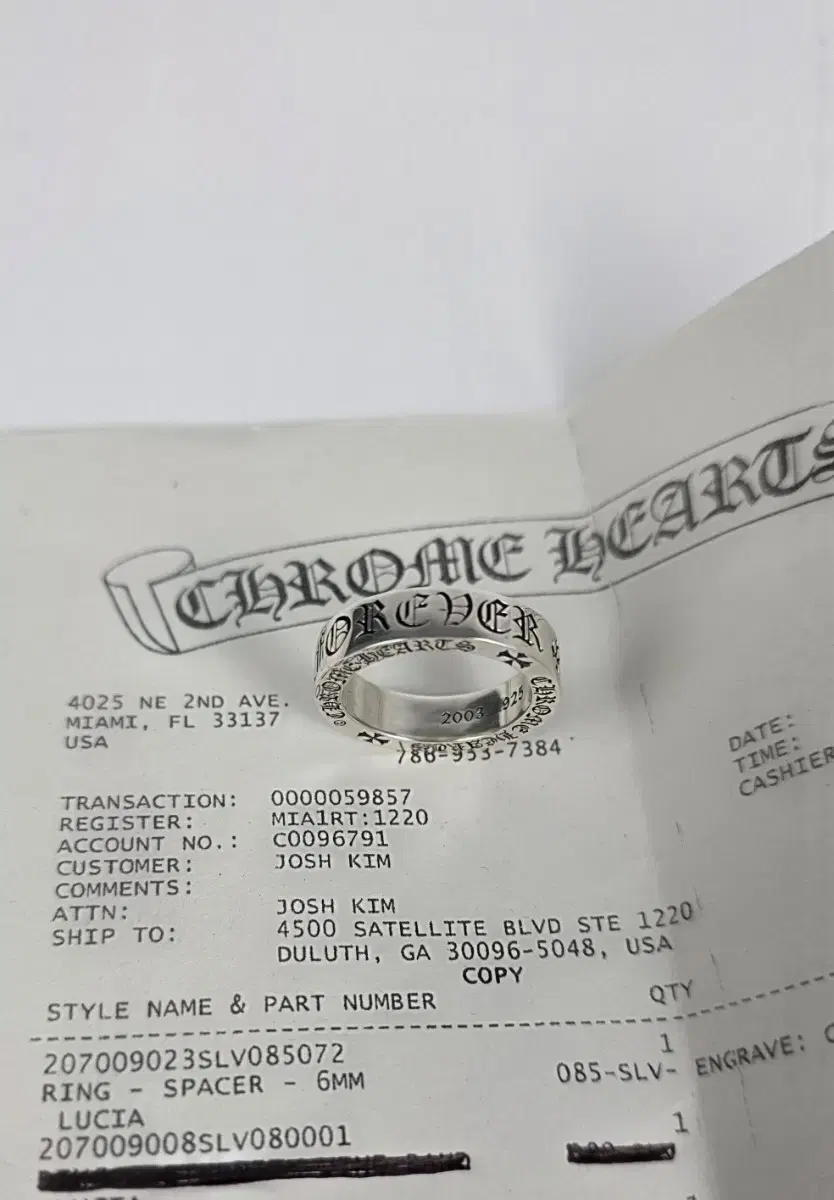 CHROME HEARTS
FOREVER
CHROME HEARTS
2003 925
4025 NE 2ND AVE.
MIAMI, FL 33137
USA
786-953-7384
DATE:
TIME:
CASHIER
TRANSACTION: 0000059857
REGISTER: MIA1RT:1220
ACCOUNT NO.: C0096791
CUSTOMER: JOSH KIM
COMMENTS:
ATTN: JOSH KIM
SHIP TO: 4500 SATELLITE BLVD STE 1220
DULUTH, GA 30096-5048, USA
COPY
STYLE NAME & PART NUMBER QTY
207009023SLV085072 1
RING - SPACER - 6MM 085-SLV- ENGRAVE:
LUCIA
207009008SLV080001 1